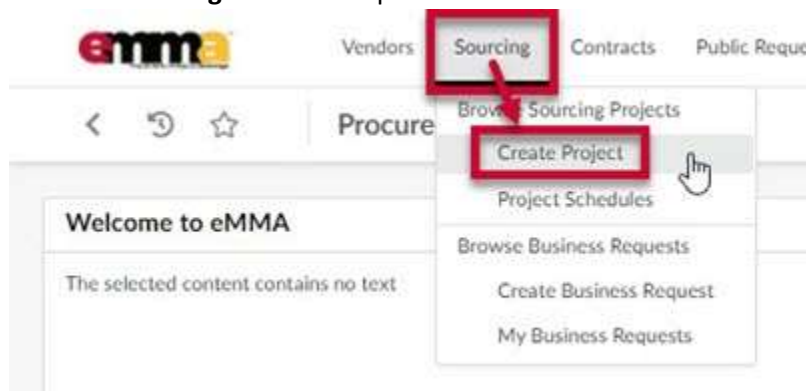 emma Vendors Sourcing Contracts Public Reque
Procure Browse Sourcing Projects
Create Project
Project Schedules
Welcome to eMMA
Browse Business Requests
The selected content contains no text
Create Business Request
My Business Requests